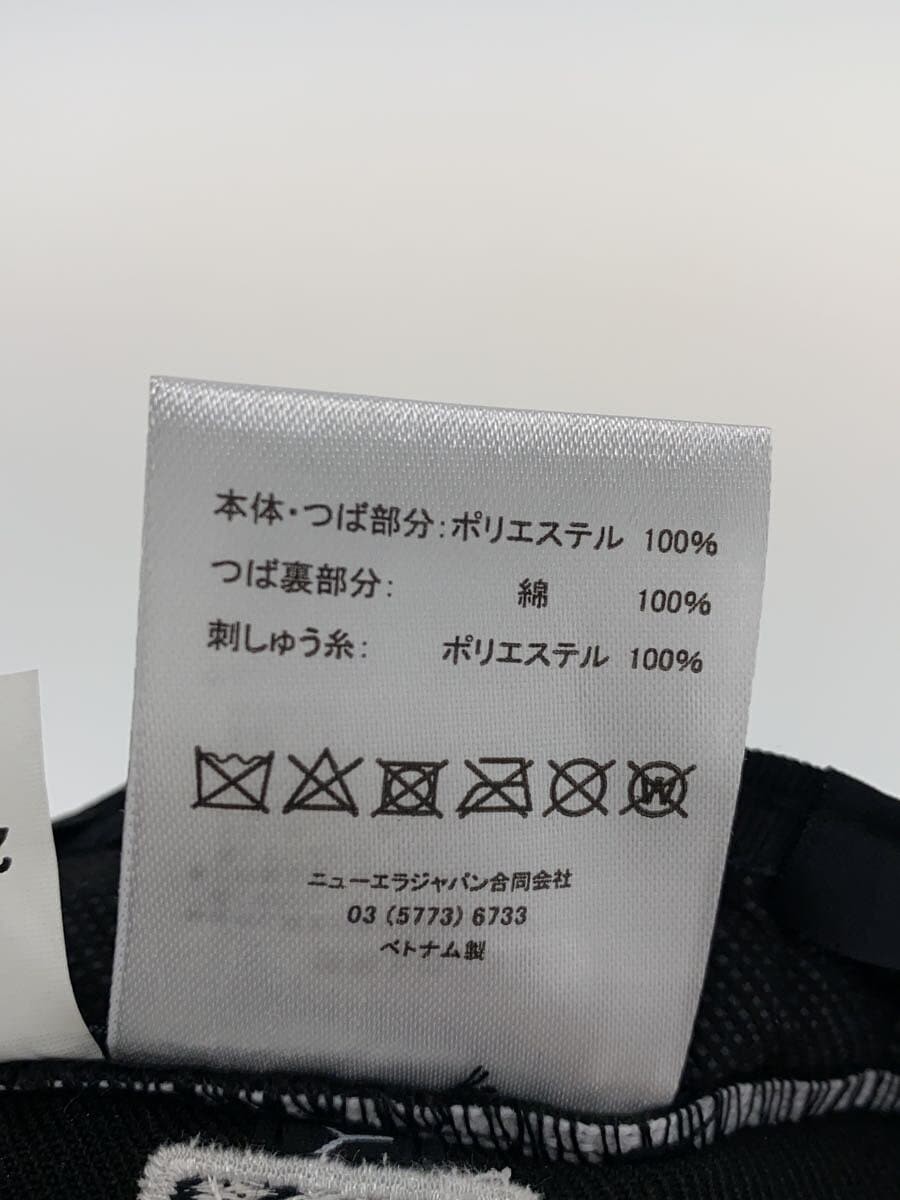 本体・つば部分：ポリエステル 100%
つば裏部分： 綿 100%
刺しゅう糸： ポリエステル 100%
W
ニューエラジャパン合同会社
03 (5773) 6733
ベトナム製